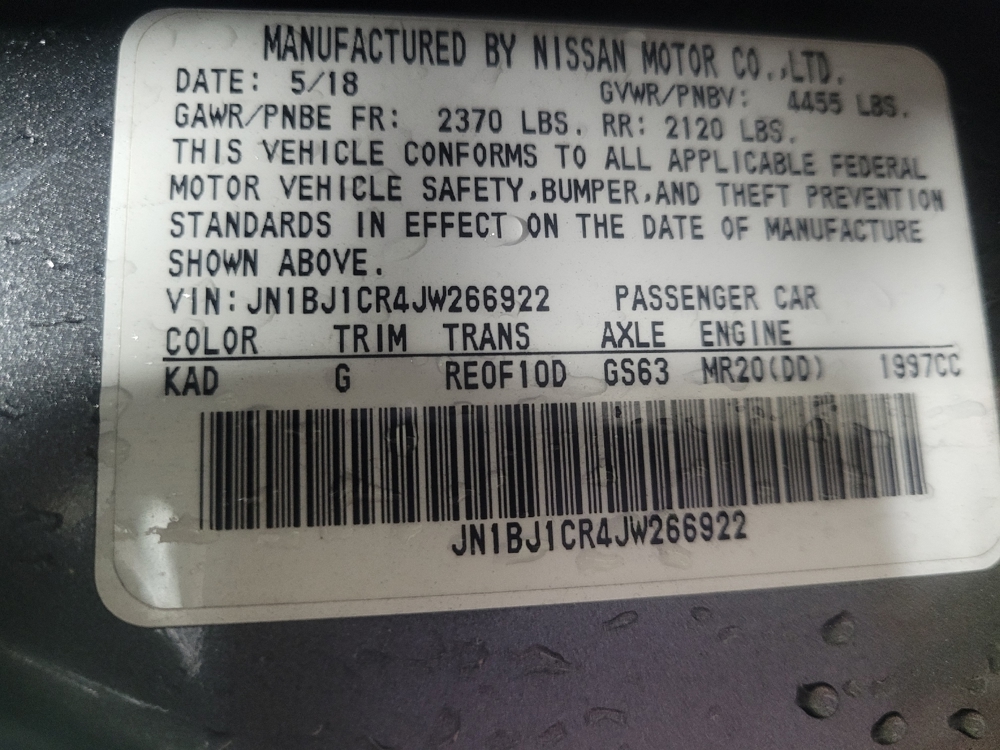 MANUFACTURED BY NISSAN MOTOR CO.,LTD.
DATE: 5/18 GVWR/PNBV: 4455 LBS.
GAWR/PNBE FR: 2370 LBS. RR: 2120 LBS.
THIS VEHICLE CONFORMS TO ALL APPLICABLE FEDERAL
MOTOR VEHICLE SAFETY,BUMPER,AND THEFT PREVENTION
STANDARDS IN EFFECT ON THE DATE OF MANUFACTURE
SHOWN ABOVE.
VIN:JN1BJ1CR4JW266922 PASSENGER CAR
COLOR TRIM TRANS AXLE ENGINE
KAD G RE0F10D GS63 MR20(DD) 1997CC
JN1BJ1CR4JW266922